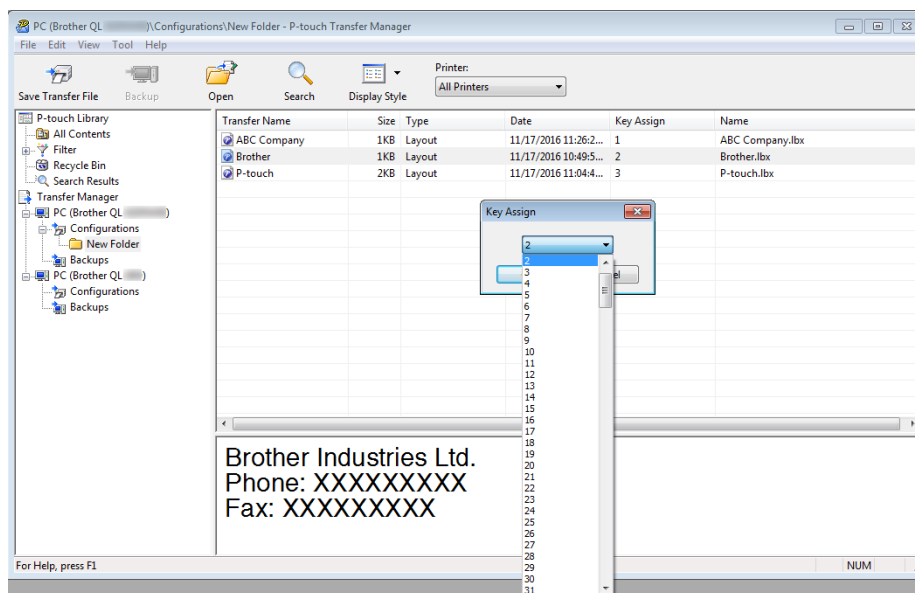 PC (Brother QL )\Configurations\New Folder - P-touch Transfer Manager
File Edit View Tool Help
Save Transfer File
Backup
Open
Search
Display Style
Printer:
All Printers
P-touch Library
All Contents
Filter
Recycle Bin
Search Results
Transfer Manager
PC (Brother QL )
Configurations
New Folder
Backups
PC (Brother QL )
Configurations
Backups
Transfer Name Size Type Date Key Assign Name
ABC Company 1KB Layout 11/17/2016 11:26:2... 1 ABC Company.lbx
Brother 1KB Layout 11/17/2016 10:49:5... 2 Brother.lbx
P-touch 2KB Layout 11/17/2016 11:04:4... 3 P-touch.lbx
Key Assign
2
2
3
4
5
6
7
8
9
10
11
12
13
14
15
16
17
18
19
20
21
22
23
24
25
26
27
28
29
30
31
el
Brother Industries Ltd.
Phone: XXXXXXXXX
Fax: XXXXXXXXX
For Help, press F1
NUM